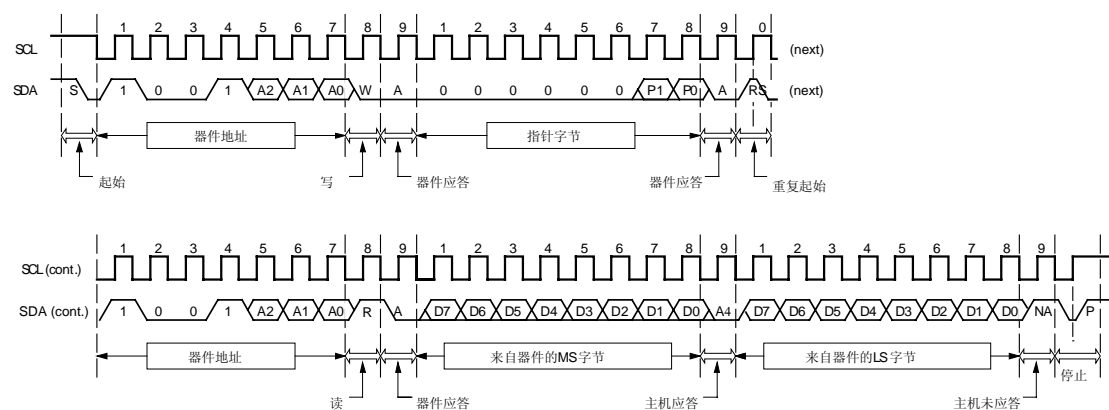 1 2 3 4 5 6 7 8 9 1 2 3 4 5 6 7 8 9 0
SCL (next)
SDA S 1 0 0 1 A2 A1 A0 W A 0 0 0 0 0 0 P1 P0 A RS (next)
器件地址 指针字节
起始 写 器件应答 器件应答 重复起始
1 2 3 4 5 6 7 8 9 1 2 3 4 5 6 7 8 9 1 2 3 4 5 6 7 8 9
SCL (cont.)
SDA (cont.) 1 0 0 1 A2 A1 A0 R A D7 D6 D5 D4 D3 D2 D1 D0 A4 D7 D6 D5 D4 D3 D2 D1 D0 NA P
器件地址 来自器件的MS字节 来自器件的LS字节
停止
读 器件应答 主机应答 主机未应答